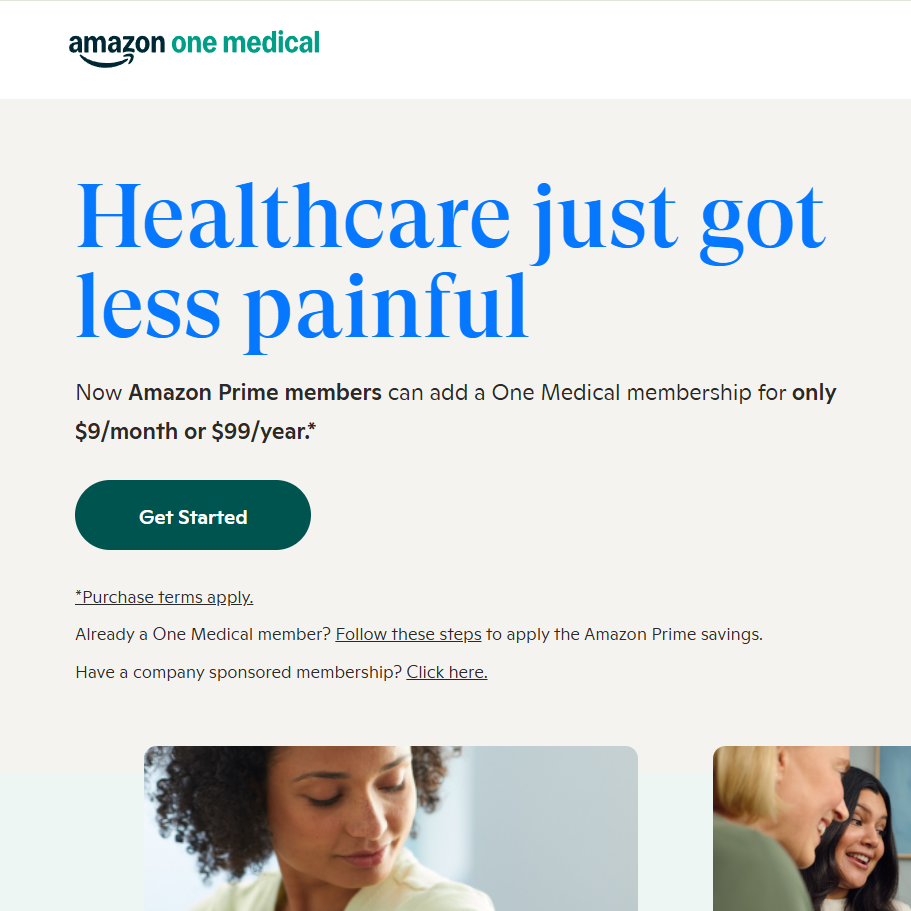 amazon one medical
Healthcare just got
less painful
Now Amazon Prime members can add a One Medical membership for only
$9/month or $99/year.*
Get Started
*Purchase terms apply.
Already a One Medical member? Follow these steps to apply the Amazon Prime savings.
Have a company sponsored membership? Click here.